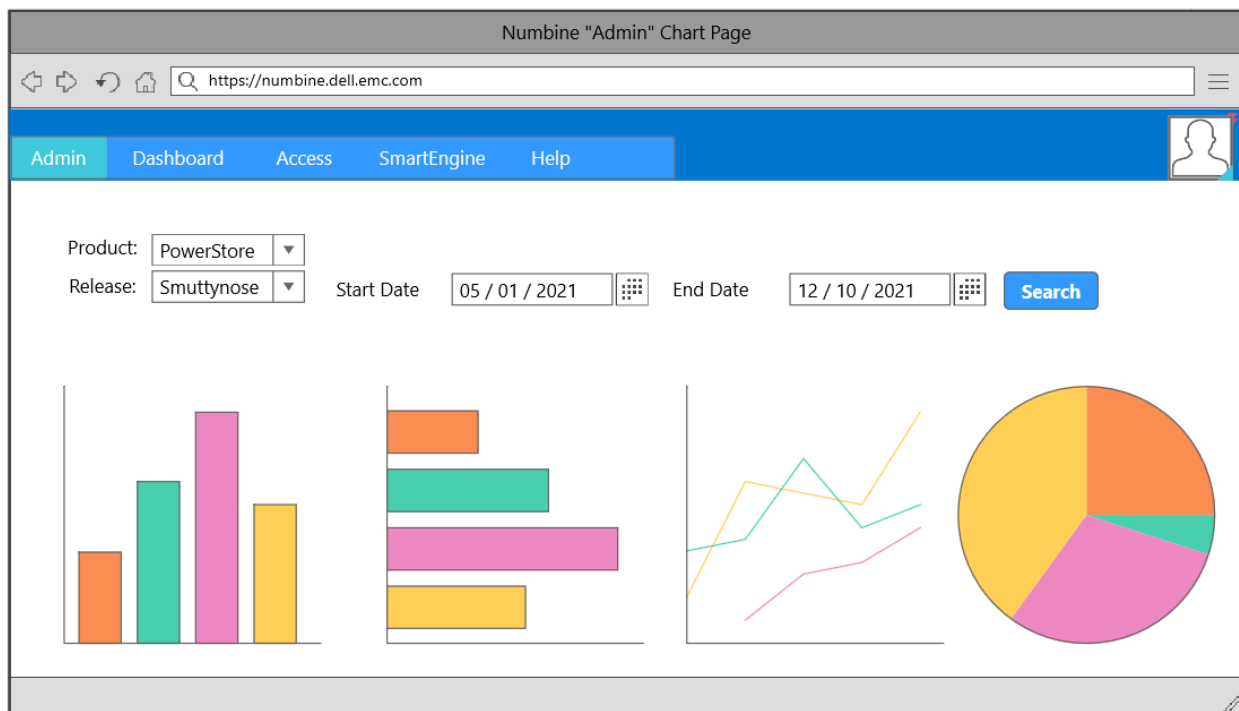 Numbine "Admin" Chart Page
https://numbine.dell.emc.com
Admin Dashboard Access SmartEngine Help
Product: PowerStore
Release: Smuttynose Start Date 05 / 01 / 2021 End Date 12 / 10 / 2021 Search